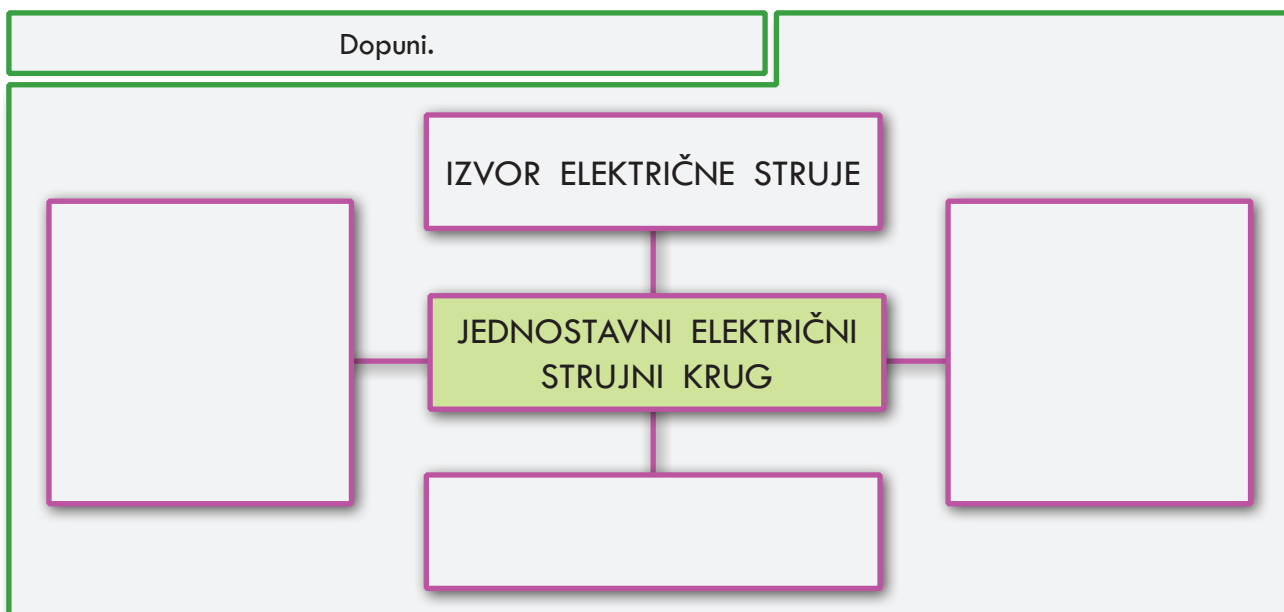 Dopuni.
IZVOR ELEKTRIČNE STRUJE
JEDNOSTAVNI ELEKTRIČNI
STRUJNI KRUG